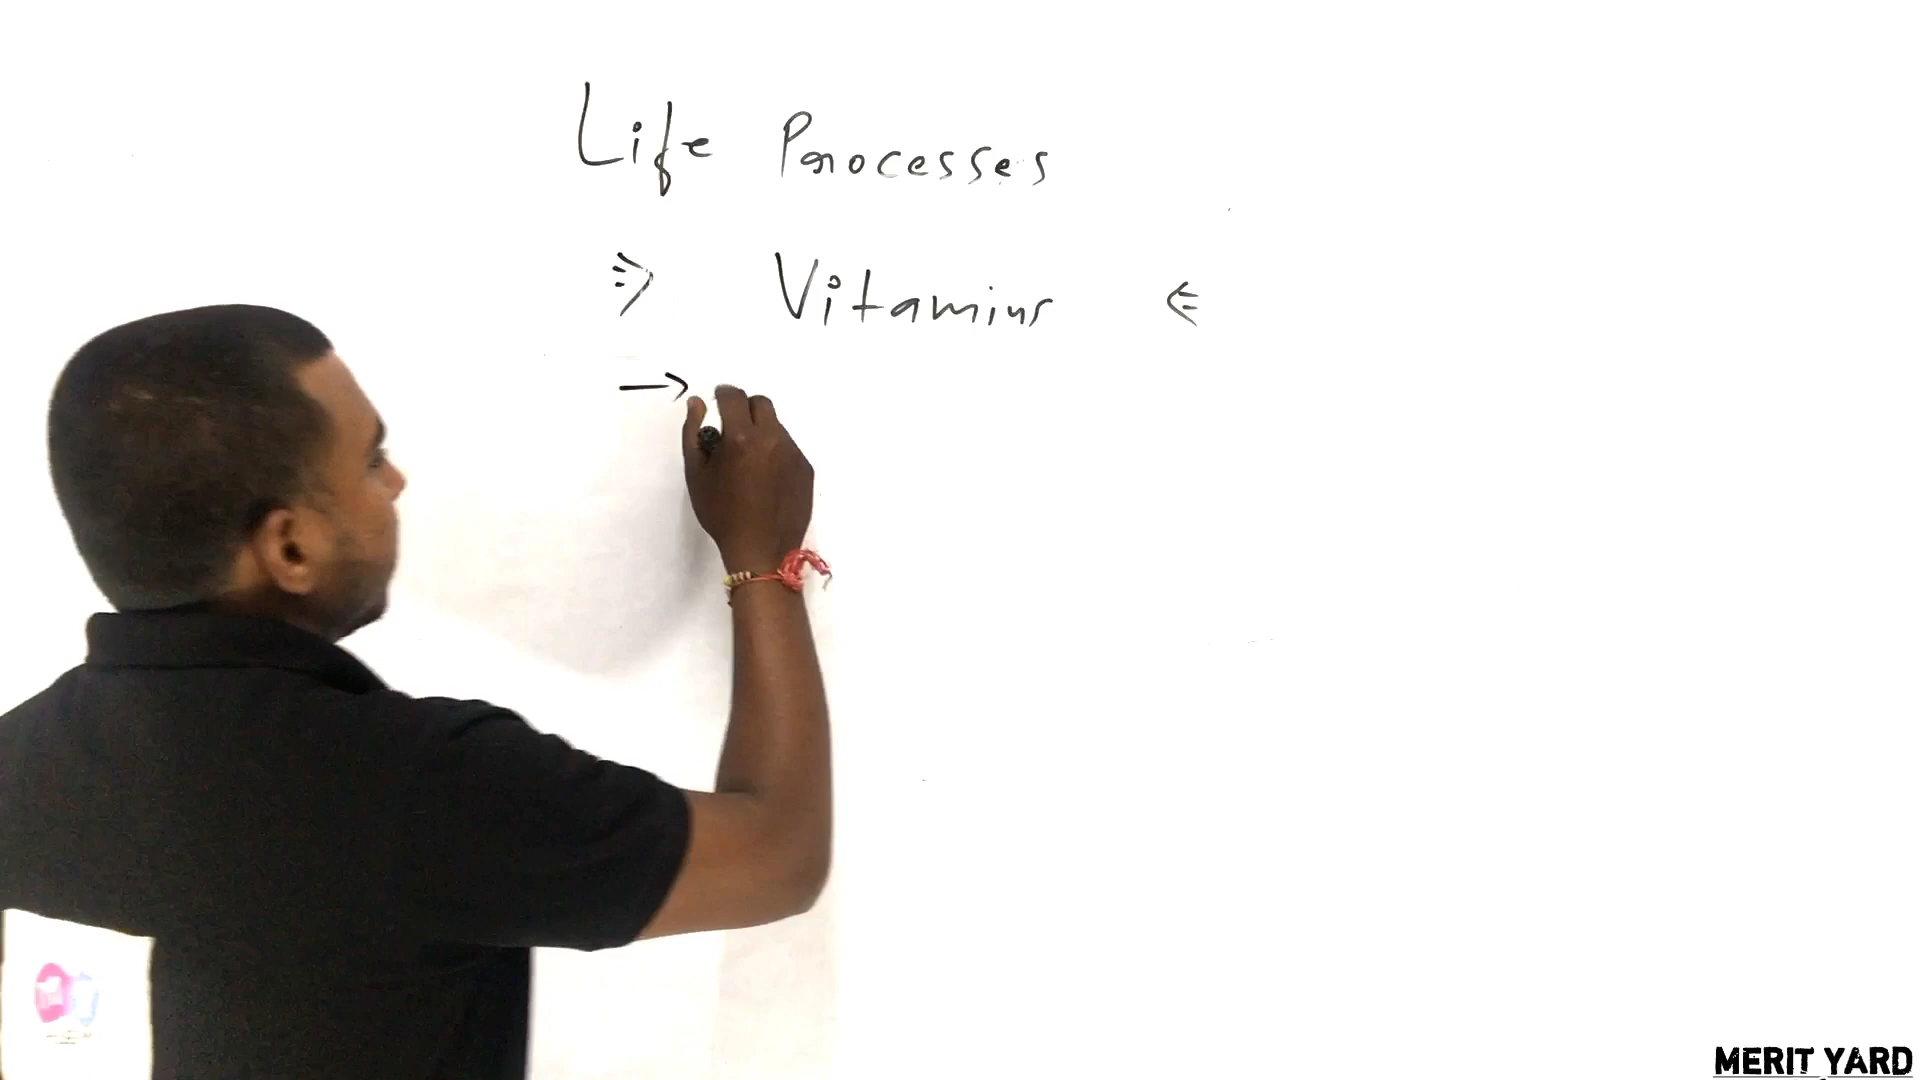 Life Processes
Vitamins
→
MERIT YARD